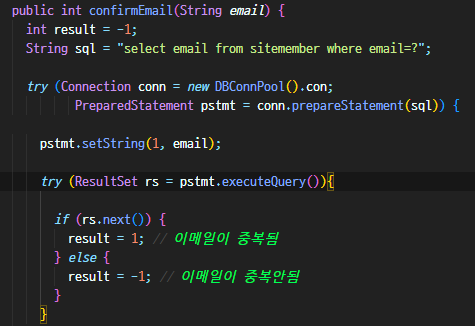 public int confirmEmail(String email) {
int result = -1;
String sql = "select email from sitemember where email=?";
try (Connection conn = new DBConnPool().con;
PreparedStatement pstmt = conn.prepareStatement(sql)) {
pstmt.setString(1, email);
try (ResultSet rs = pstmt.executeQuery()){
if (rs.next()) {
result = 1; // 이메일이 중복됨
} else {
result = -1; // 이메일이 중복안됨
}
}